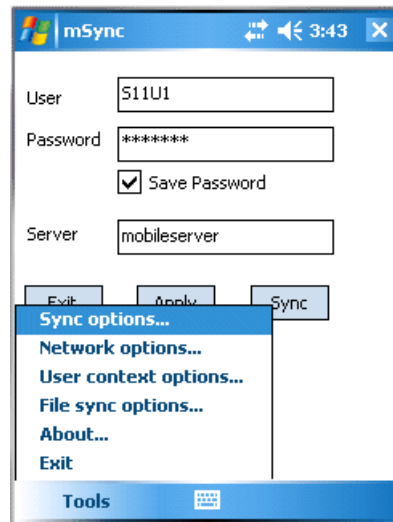 mSync 3:43
User S11U1
Password *******
Save Password
Server mobileserver
Exit Apply Sync
Sync options...
Network options...
User context options...
File sync options...
About...
Exit
Tools